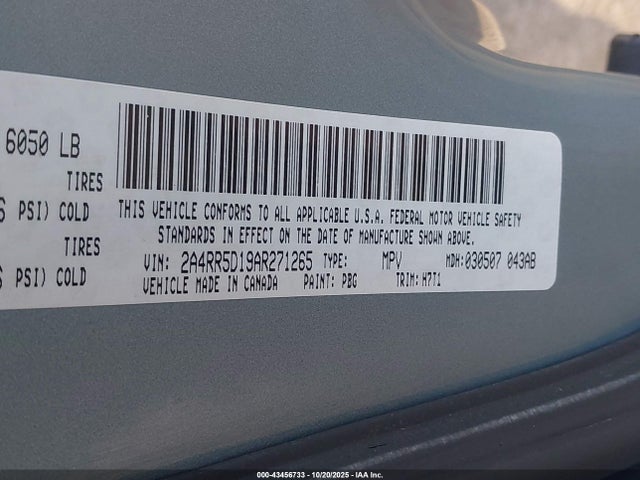 6050 LB
TIRES
PSI) COLD
TIRES
PSI) COLD
THIS VEHICLE CONFORMS TO ALL APPLICABLE U.S.A. FEDERAL MOTOR VEHICLE SAFETY
STANDARDS IN EFFECT ON THE DATE OF MANUFACTURE SHOWN ABOVE.
VIN: 2A4RR5D19AR271265 TYPE: MPV MDH: 030507 043AB
VEHICLE MADE IN CANADA PAINT: PBG TRIM: H7T1
000-43456733 - 10/20/2025 - IAA Inc.